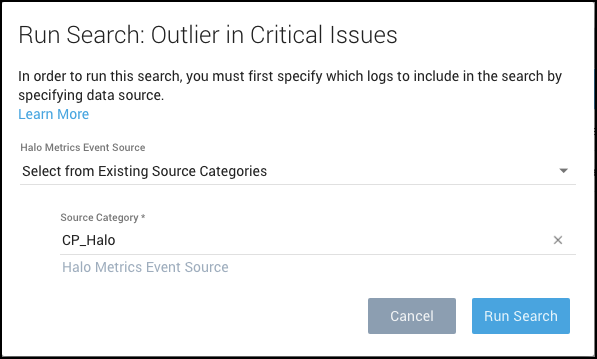 Run Search: Outlier in Critical Issues
In order to run this search, you must first specify which logs to include in the search by
specifying data source.
Learn More
Halo Metrics Event Source
Select from Existing Source Categories
Source Category *
CP_Halo
Halo Metrics Event Source
Cancel
Run Search